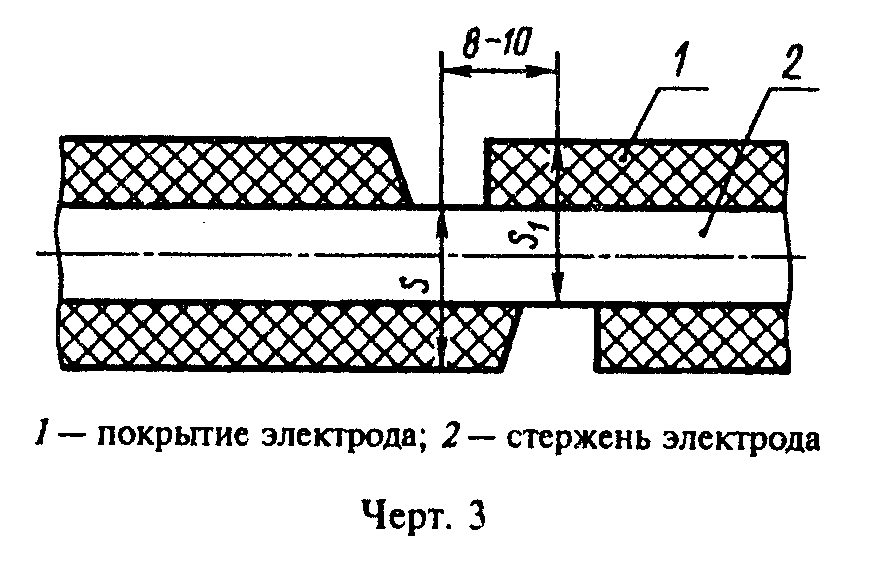 8-10
1
2
S₁
S
1 — покрытие электрода; 2 — стержень электрода
Черт. 3